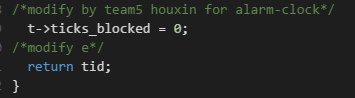 /*modify by team5 houxin for alarm-clock*/
t->ticks_blocked = 0;
/*modify e*/
return tid;
}